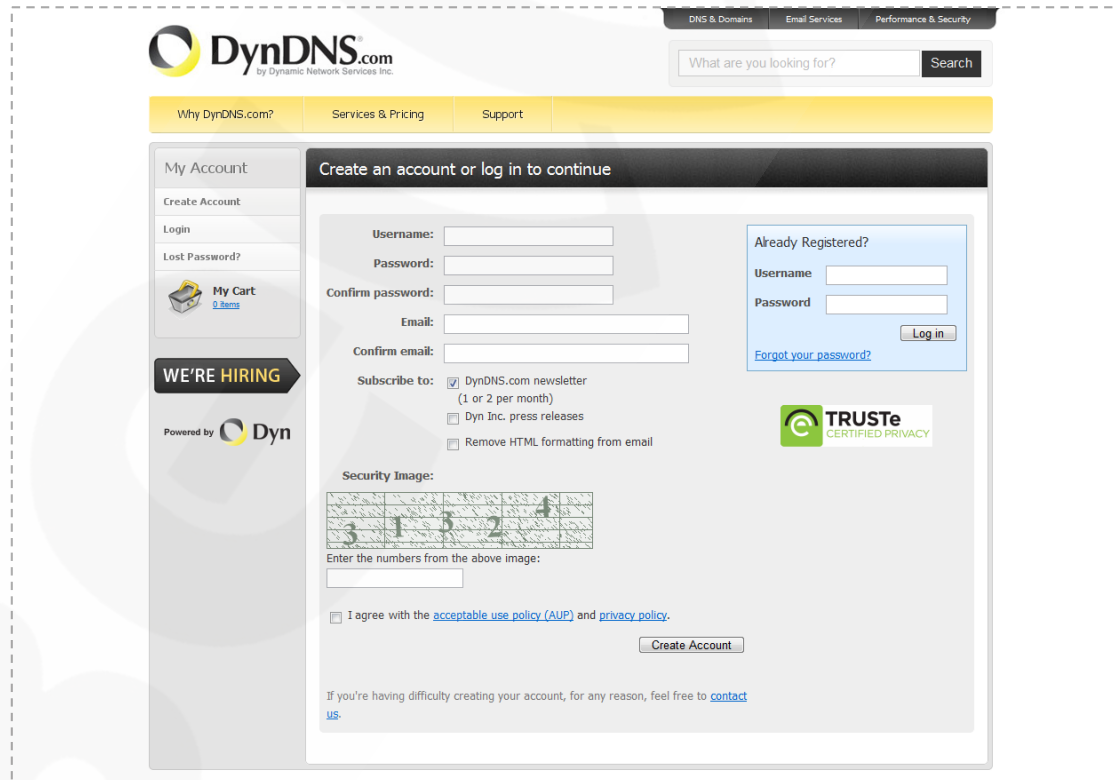 DNS & Domains Email Services Performance & Security
DynDNS.com
by Dynamic Network Services Inc.
What are you looking for? Search
Why DynDNS.com? Services & Pricing Support
My Account
Create Account
Login
Lost Password?
My Cart
0 items
WE'RE HIRING
Powered by Dyn
Create an account or log in to continue
Username:
Password:
Confirm password:
Email:
Confirm email:
Subscribe to: DynDNS.com newsletter
(1 or 2 per month)
Dyn Inc. press releases
Remove HTML formatting from email
Security Image:
3 1 3 2 4
Enter the numbers from the above image:
I agree with the acceptable use policy (AUP) and privacy policy.
Create Account
If you're having difficulty creating your account, for any reason, feel free to contact
us.
Already Registered?
Username
Password
Log in
Forgot your password?
TRUSTe
CERTIFIED PRIVACY